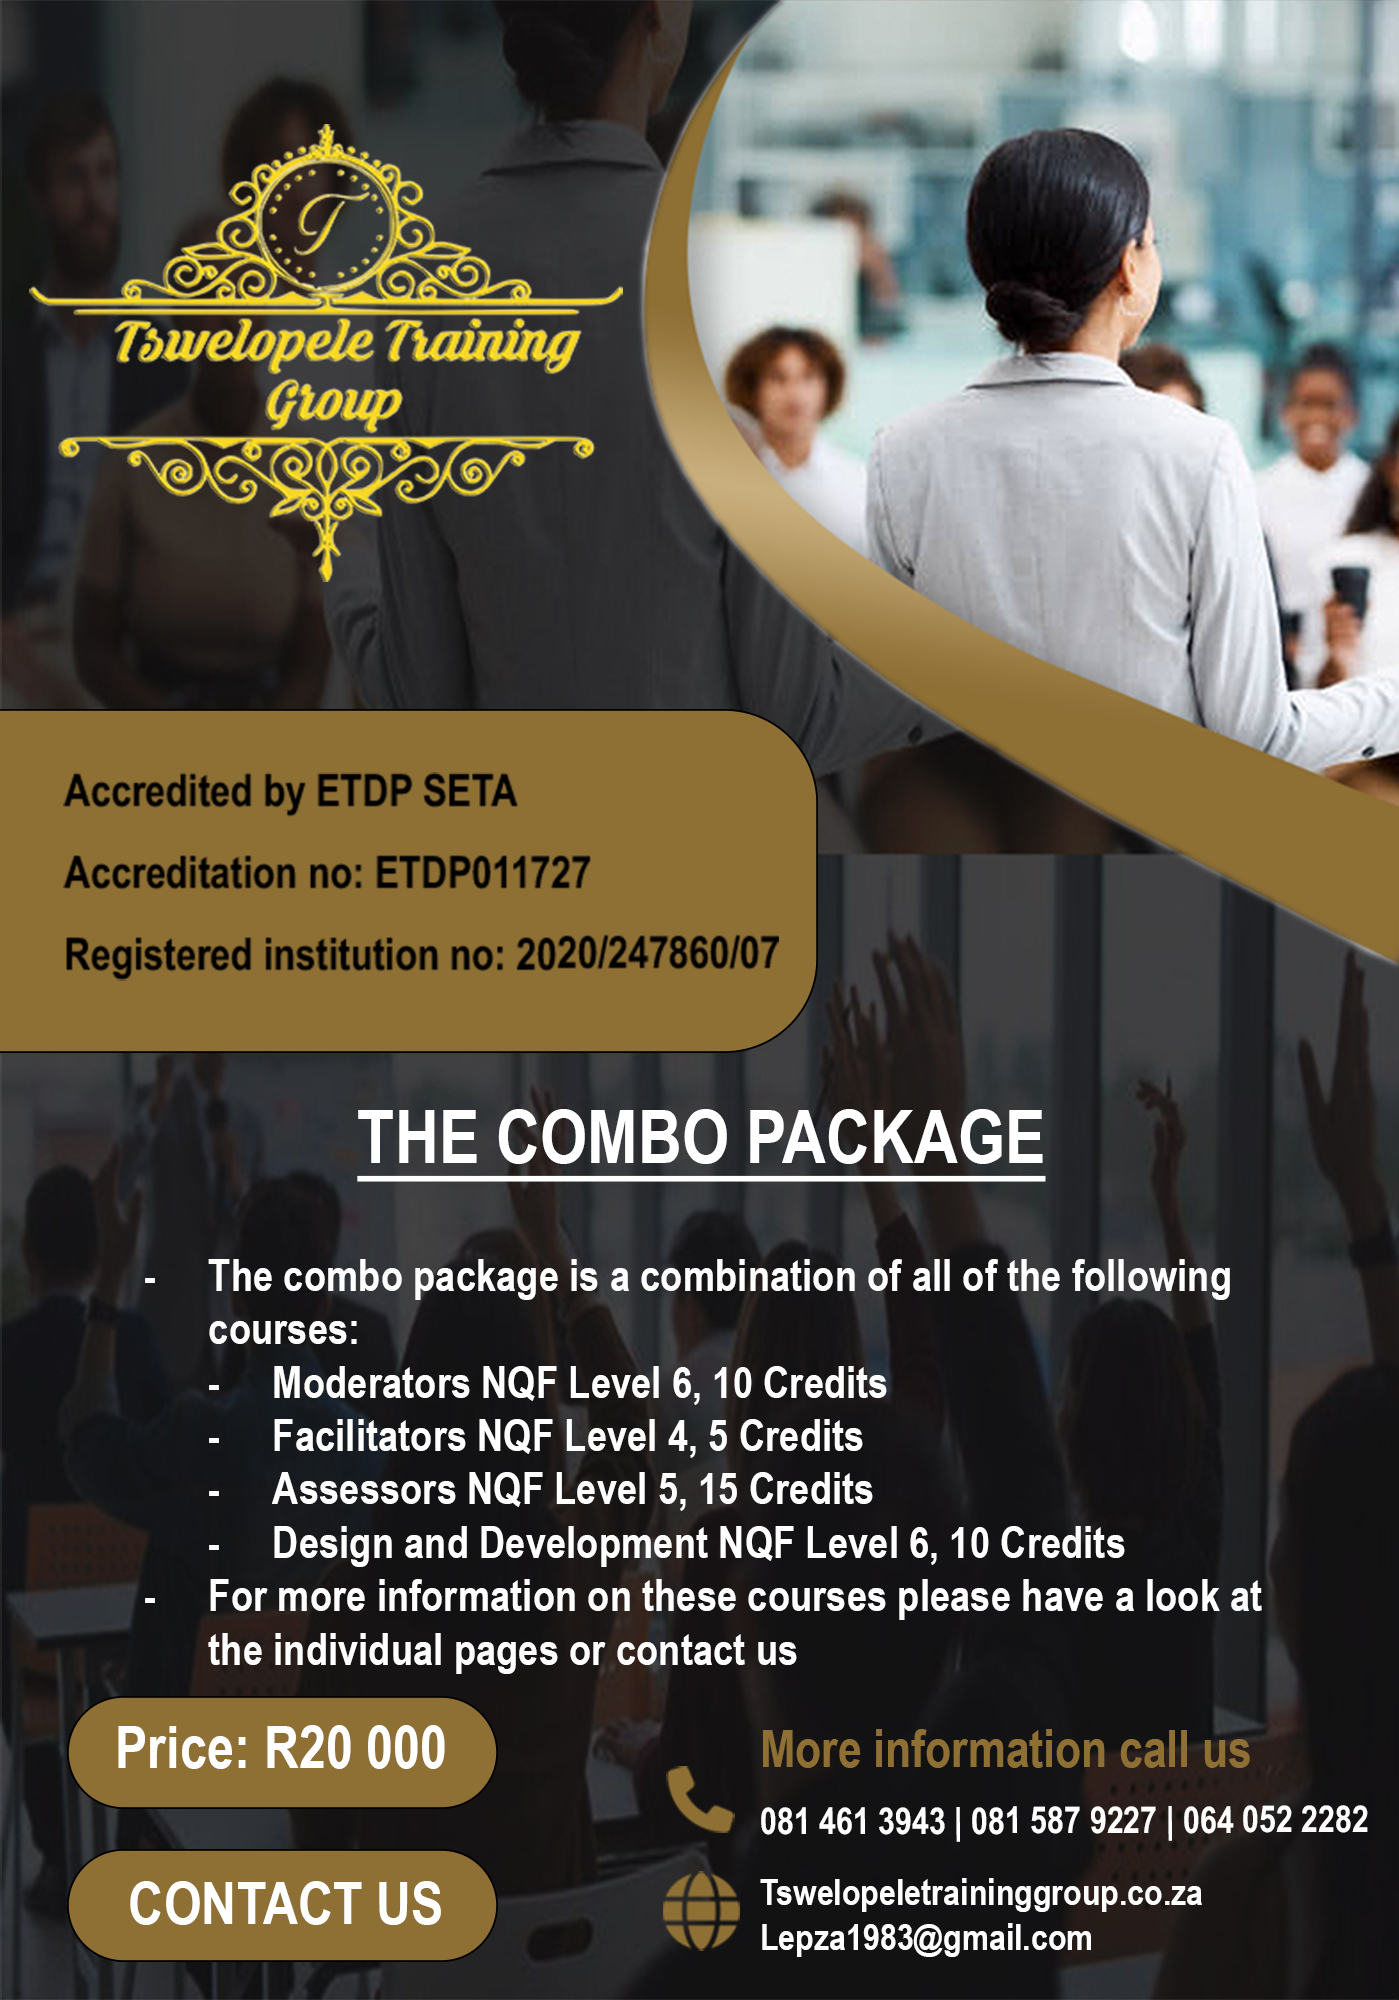 T
Tswelopele Training
Group
Accredited by ETDP SETA
Accreditation no: ETDP011727
Registered institution no: 2020/247860/07
THE COMBO PACKAGE
- The combo package is a combination of all of the following
courses:
- Moderators NQF Level 6, 10 Credits
- Facilitators NQF Level 4, 5 Credits
- Assessors NQF Level 5, 15 Credits
- Design and Development NQF Level 6, 10 Credits
- For more information on these courses please have a look at
the individual pages or contact us
Price: R20 000
CONTACT US
More information call us
081 461 3943 | 081 587 9227 | 064 052 2282
Tswelopeletraininggroup.co.za
Lepza1983@gmail.com